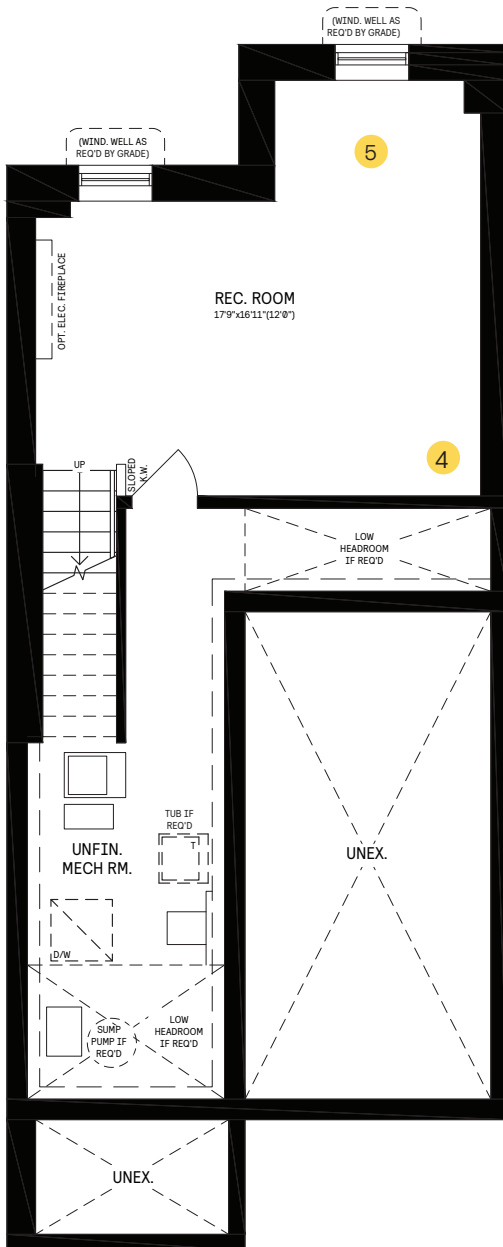 (WIND. WELL AS
REQ'D BY GRADE)
(WIND. WELL AS
REQ'D BY GRADE)
5
OPT. ELEC. FIREPLACE
REC. ROOM
17'9"x16'11"(12'0")
4
UP
SLOPED
K.W.
LOW
HEADROOM
IF REQ'D
TUB IF
REQ'D
T
UNFIN.
MECH RM.
UNEX.
D/W
SUMP
PUMP IF
REQ'D
LOW
HEADROOM
IF REQ'D
UNEX.